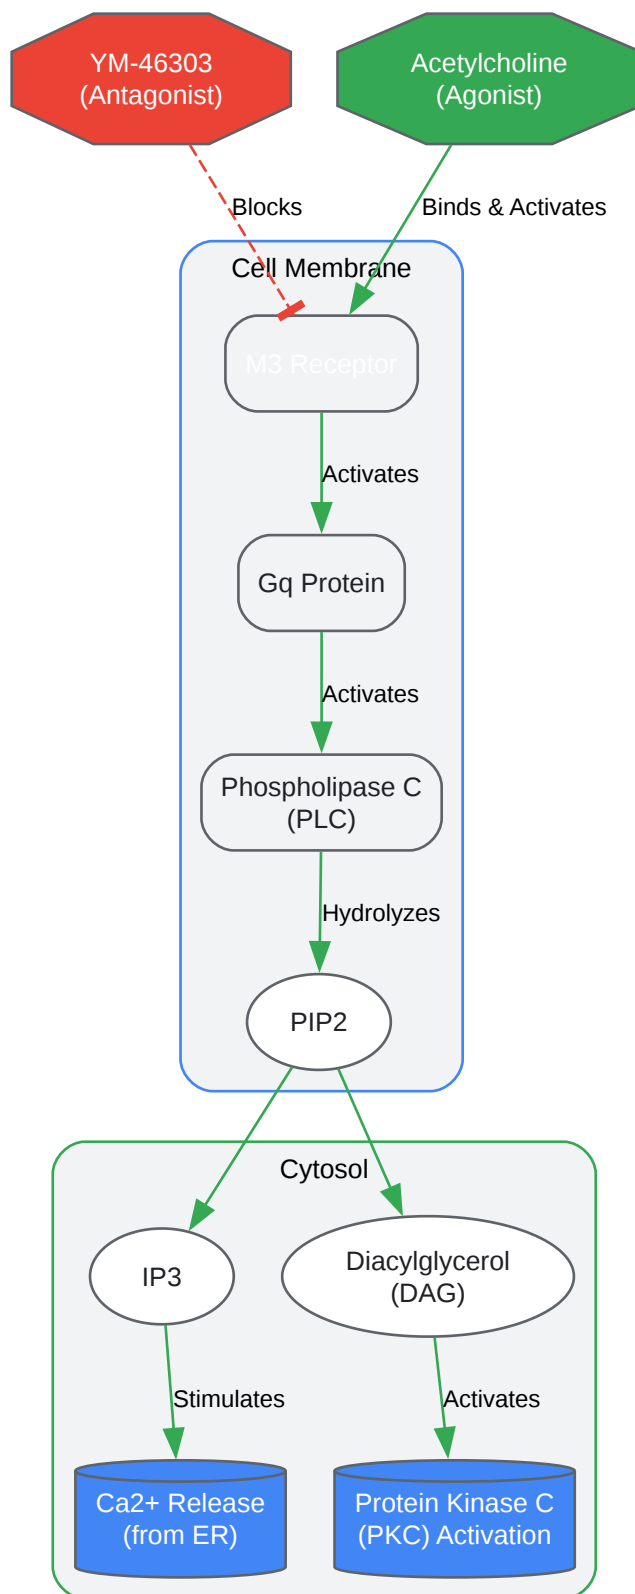 YM-46303
(Antagonist)
Acetylcholine
(Agonist)
Blocks
Binds & Activates
Cell Membrane
M3 Receptor
Activates
Gq Protein
Activates
Phospholipase C
(PLC)
Hydrolyzes
PIP2
Cytosol
IP3
Diacylglycerol
(DAG)
Stimulates
Activates
Ca2+ Release
(from ER)
Protein Kinase C
(PKC) Activation